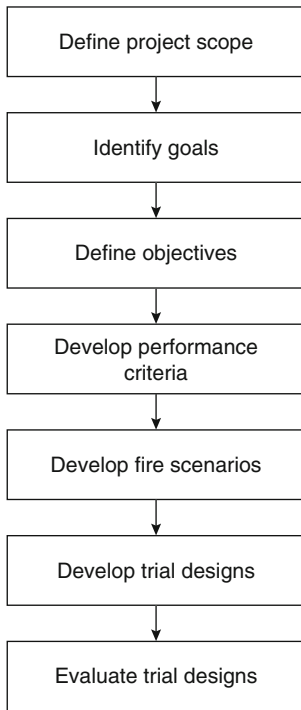 Define project scope
Identify goals
Define objectives
Develop performance
criteria
Develop fire scenarios
Develop trial designs
Evaluate trial designs